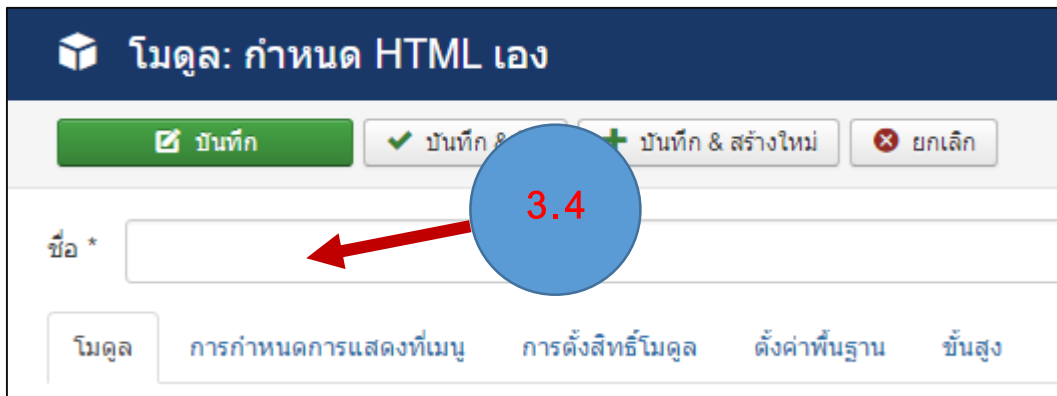 โมดูล: กำหนด HTML เอง
บันทึก บันทึก & บันทึก & สร้างใหม่ ยกเลิก
3.4
ชื่อ *
โมดูล การกำหนดการแสดงที่เมนู การตั้งสิทธิ์โมดูล ตั้งค่าพื้นฐาน ขั้นสูง